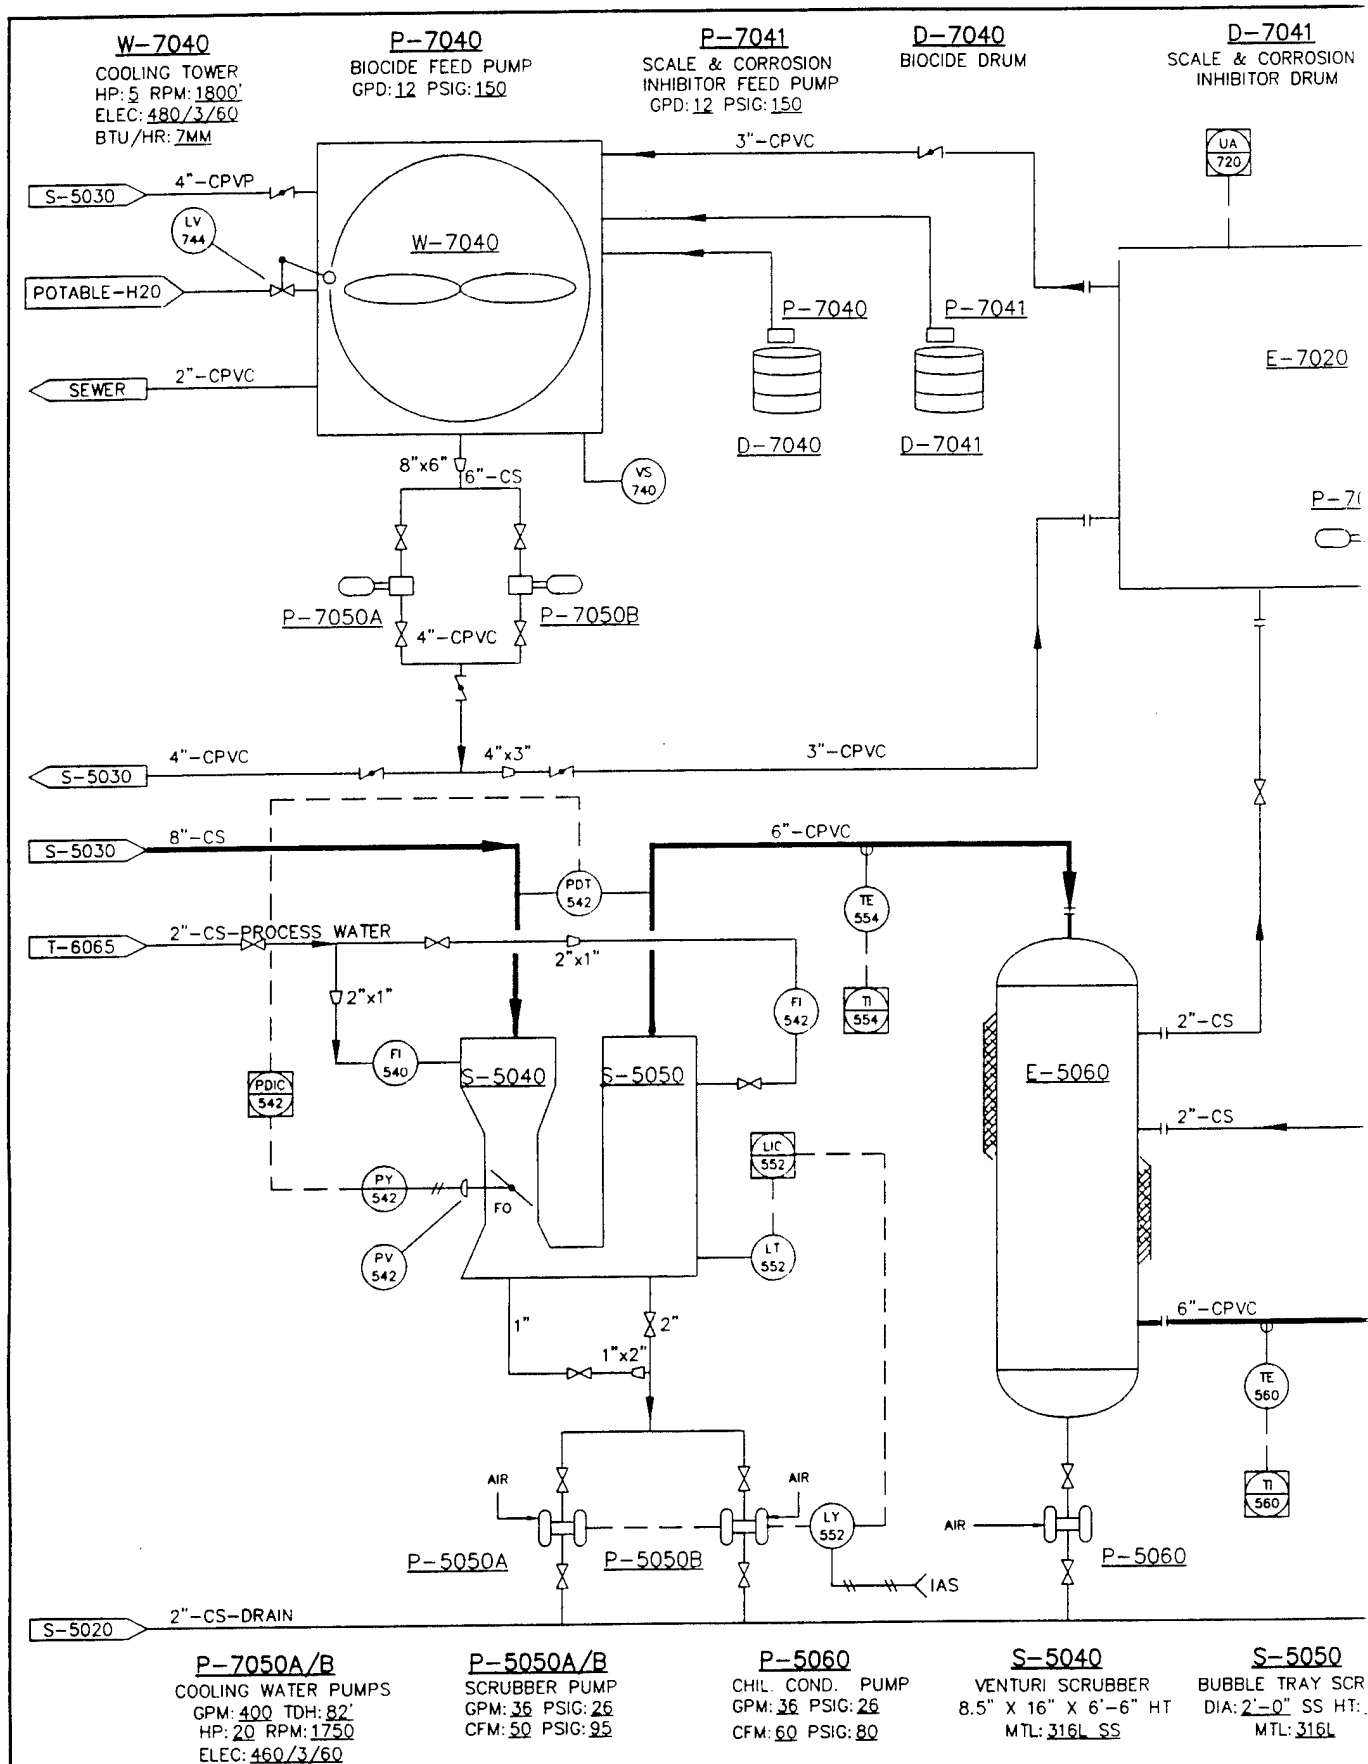 W-7040
COOLING TOWER
HP: 5 RPM: 1800'
ELEC: 480/3/60
BTU/HR: 7MM
P-7040
BIOCIDE FEED PUMP
GPD: 12 PSIG: 150
P-7041
SCALE & CORROSION
INHIBITOR FEED PUMP
GPD: 12 PSIG: 150
D-7040
BIOCIDE DRUM
D-7041
SCALE & CORROSION
INHIBITOR DRUM
3"-CPVC
UA
720
S-5030
4"-CPVP
LV
744
W-7040
POTABLE-H20
P-7040
P-7041
E-7020
SEWER
2"-CPVC
D-7040
D-7041
8"x6"
6"-CS
VS
740
P-70
P-7050A
P-7050B
4"-CPVC
S-5030
4"-CPVC
4"x3"
3"-CPVC
S-5030
8"-CS
6"-CPVC
PDT
542
TE
554
T-6065
2"-CS-PROCESS WATER
2"x1"
2"x1"
FI
542
TI
554
2"-CS
FI
540
S-5040
S-5050
E-5060
PDIC
542
2"-CS
LIC
552
PY
542
FO
PV
542
LT
552
6"-CPVC
1"
2"
1"x2"
TE
560
AIR
AIR
LY
552
TI
560
AIR
P-5050A
P-5050B
P-5060
IAS
S-5020
2"-CS-DRAIN
P-7050A/B
COOLING WATER PUMPS
GPM: 400 TDH: 82'
HP: 20 RPM: 1750
ELEC: 460/3/60
P-5050A/B
SCRUBBER PUMP
GPM: 36 PSIG: 26
CFM: 50 PSIG: 95
P-5060
CHIL. COND. PUMP
GPM: 36 PSIG: 26
CFM: 60 PSIG: 80
S-5040
VENTURI SCRUBBER
8.5" X 16" X 6'-6" HT
MTL: 316L SS
S-5050
BUBBLE TRAY SCR
DIA: 2'-0" SS HT:
MTL: 316L